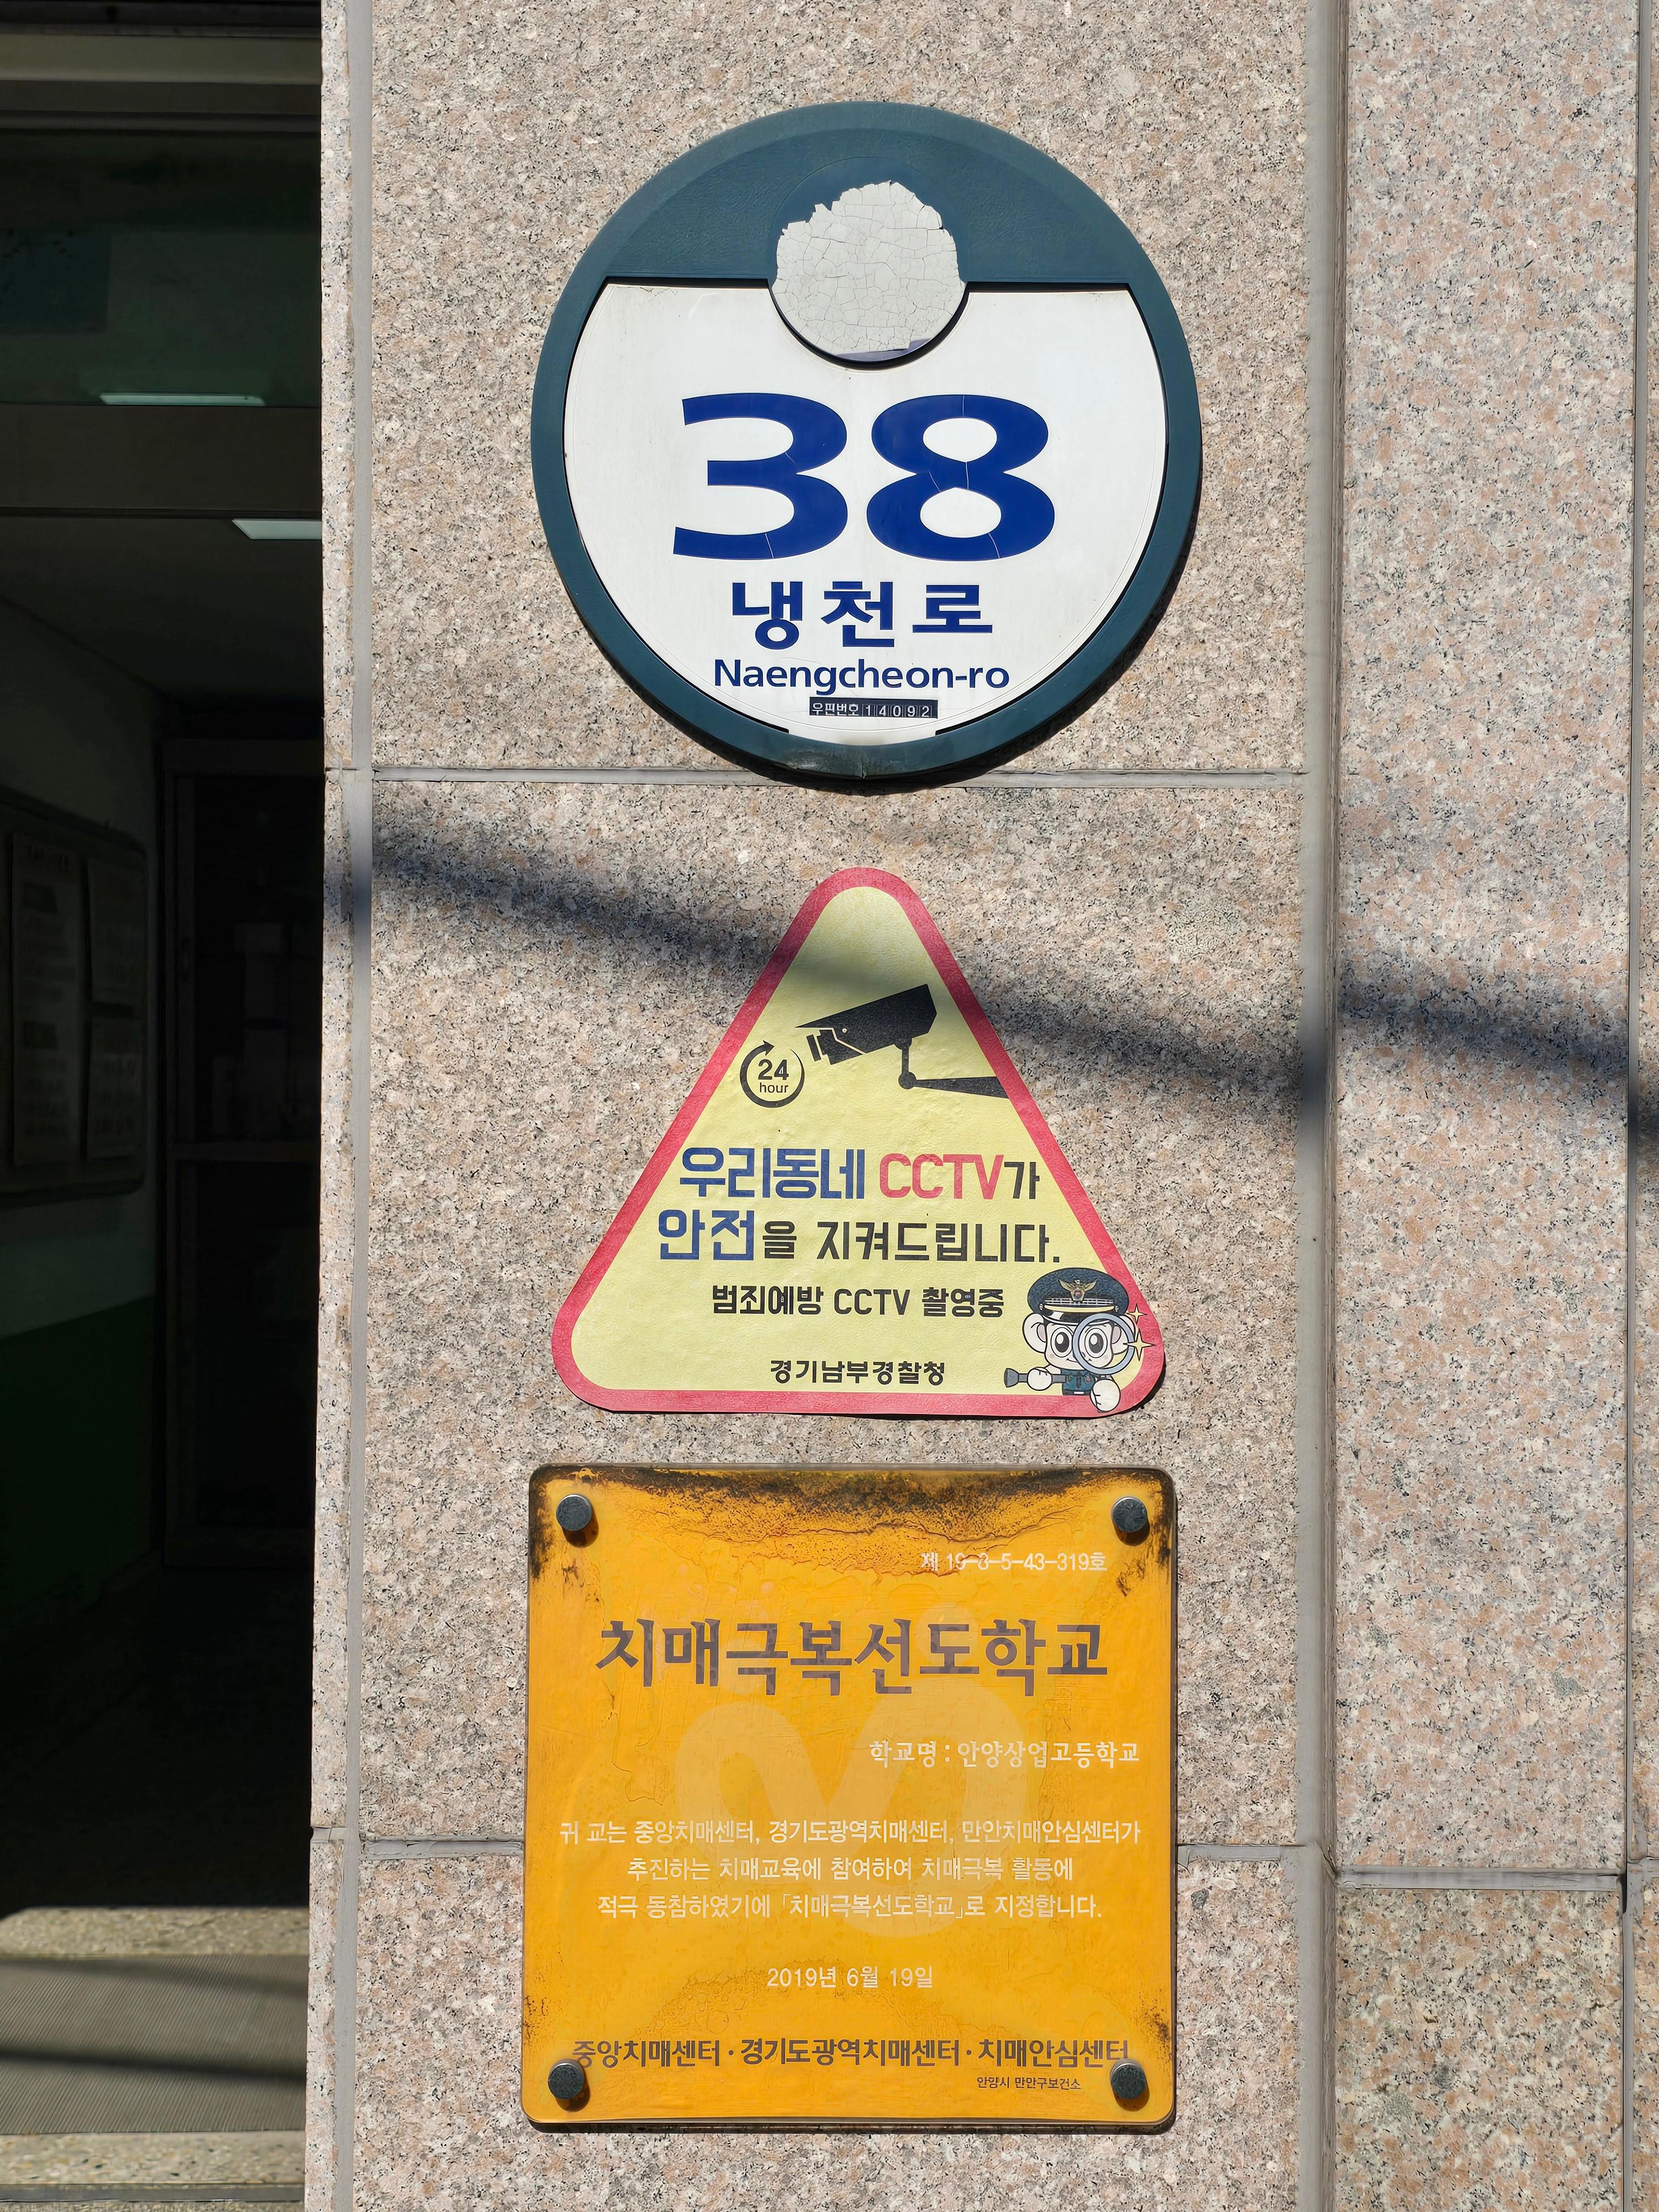 38
냉천로
Naengcheon-ro
우편번호 14092
24
hour
우리동네 CCTV가
안전을 지켜드립니다.
범죄예방 CCTV 촬영중
경기남부경찰청
제 19-3-5-43-319호
치매극복선도학교
학교명 : 안양상업고등학교
귀 교는 중앙치매센터, 경기도광역치매센터, 만안치매안심센터가
추진하는 치매교육에 참여하여 치매극복 활동에
적극 동참하였기에 「치매극복선도학교」로 지정합니다.
2019년 6월 19일
중앙치매센터 · 경기도광역치매센터 · 치매안심센터
안양시 만안구보건소